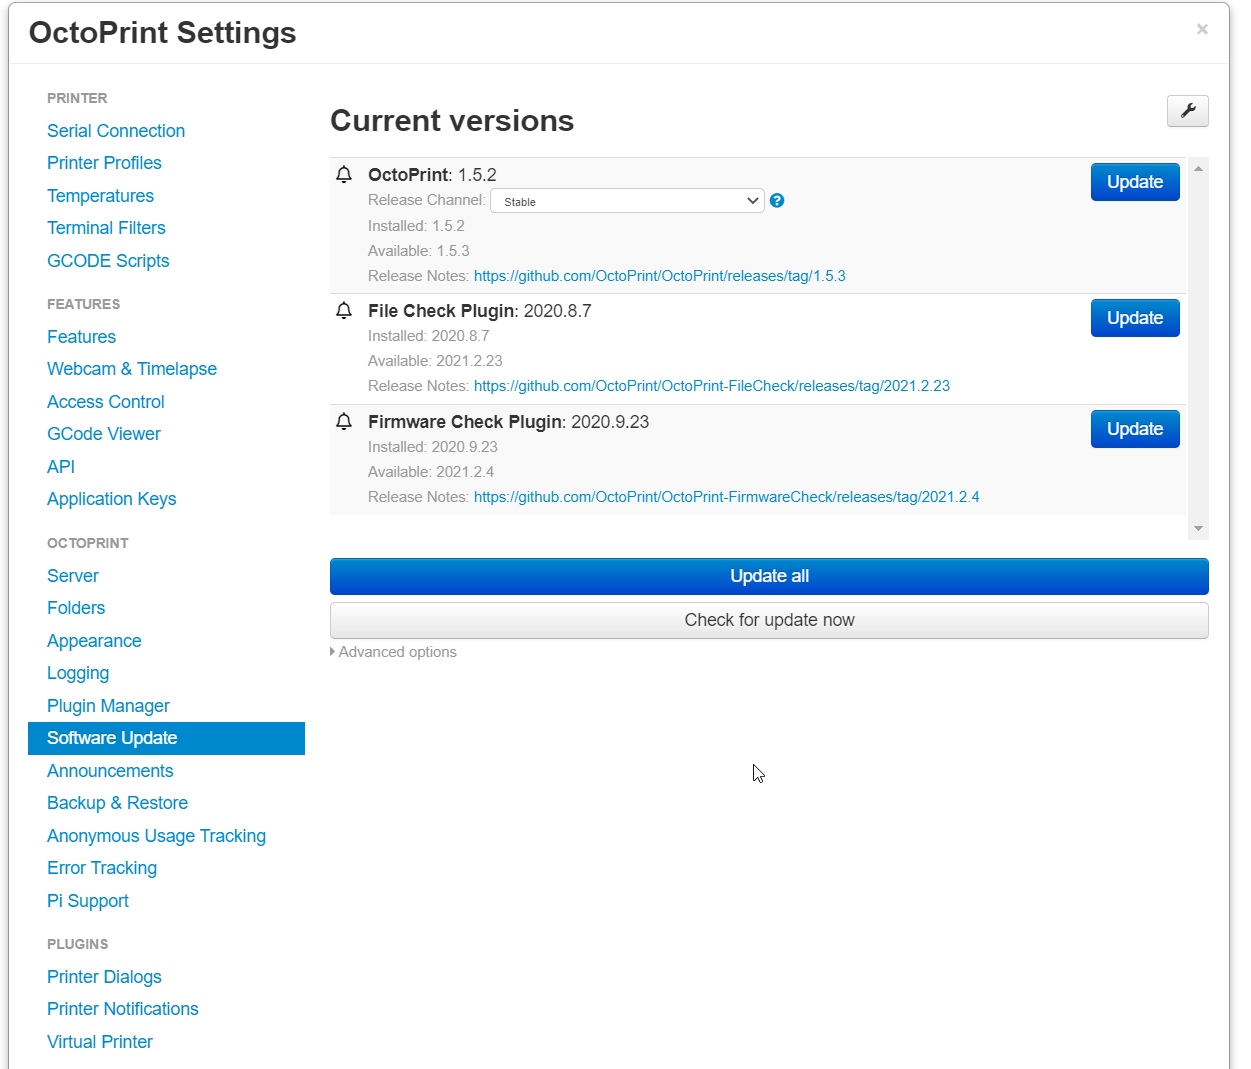 OctoPrint Settings
×
PRINTER
Serial Connection
Printer Profiles
Temperatures
Terminal Filters
GCODE Scripts
FEATURES
Features
Webcam & Timelapse
Access Control
GCode Viewer
API
Application Keys
OCTOPRINT
Server
Folders
Appearance
Logging
Plugin Manager
Software Update
Announcements
Backup & Restore
Anonymous Usage Tracking
Error Tracking
Pi Support
PLUGINS
Printer Dialogs
Printer Notifications
Virtual Printer
Current versions
OctoPrint: 1.5.2
Update
Release Channel: Stable ?
Installed: 1.5.2
Available: 1.5.3
Release Notes: https://github.com/OctoPrint/OctoPrint/releases/tag/1.5.3
File Check Plugin: 2020.8.7
Update
Installed: 2020.8.7
Available: 2021.2.23
Release Notes: https://github.com/OctoPrint/OctoPrint-FileCheck/releases/tag/2021.2.23
Firmware Check Plugin: 2020.9.23
Update
Installed: 2020.9.23
Available: 2021.2.4
Release Notes: https://github.com/OctoPrint/OctoPrint-FirmwareCheck/releases/tag/2021.2.4
Update all
Check for update now
Advanced options